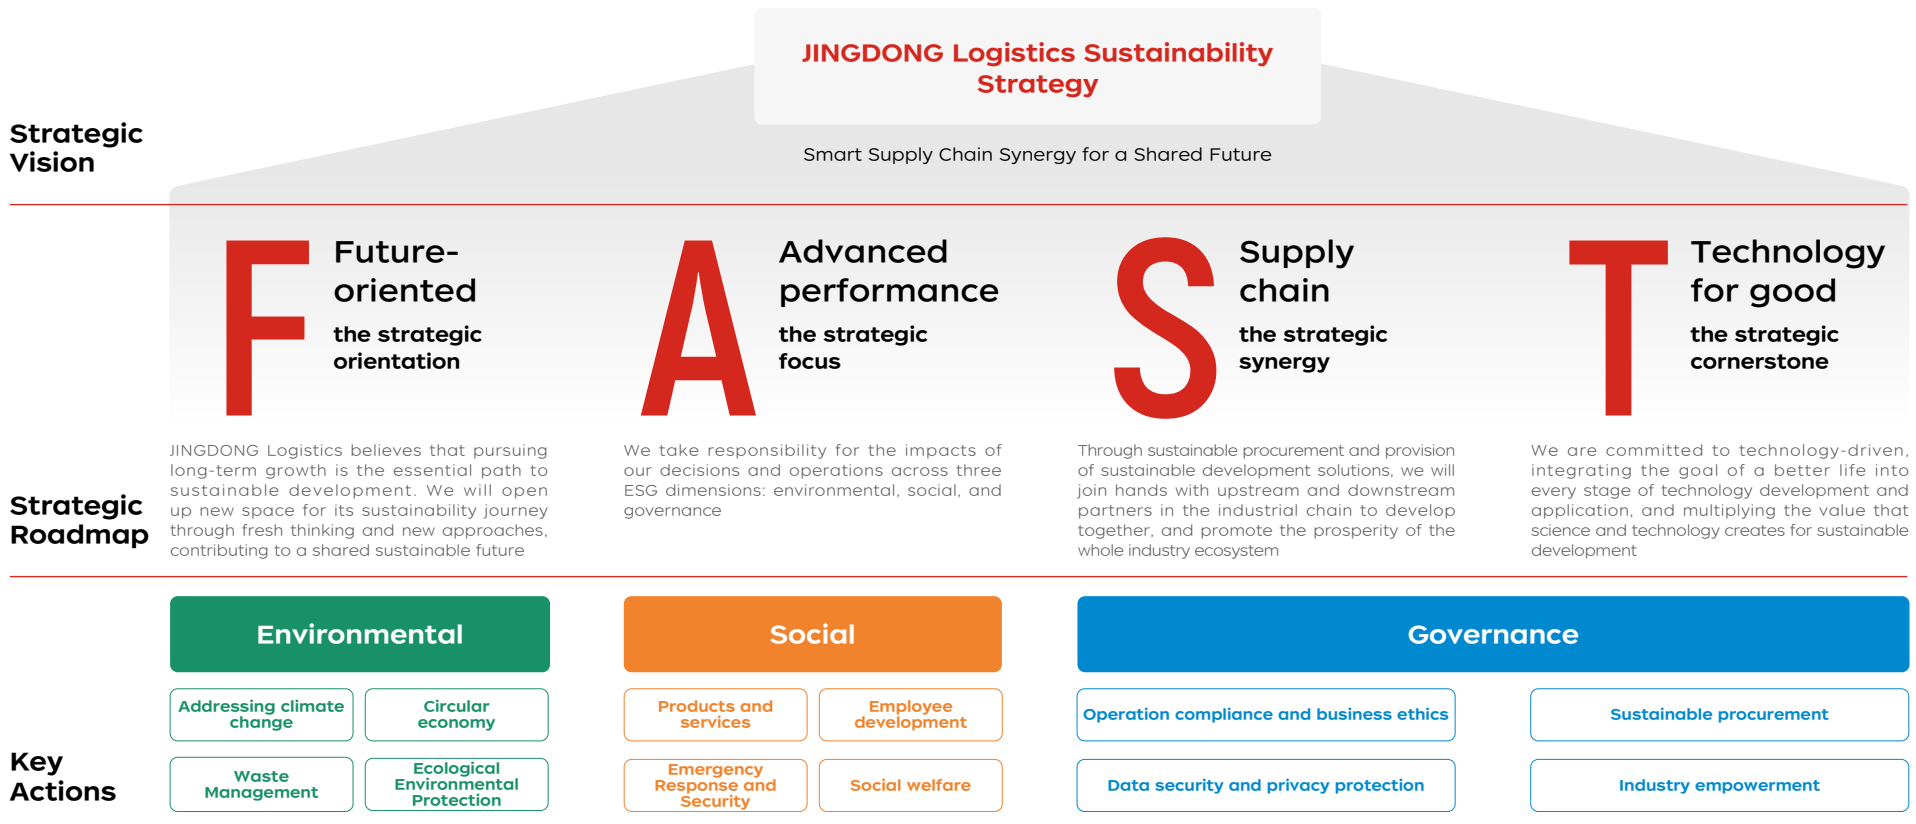 JINGDONG Logistics Sustainability
Strategy
Strategic
Vision
Smart Supply Chain Synergy for a Shared Future
F
Future-
oriented
the strategic
orientation
A
Advanced
performance
the strategic
focus
S
Supply
chain
the strategic
synergy
T
Technology
for good
the strategic
cornerstone
Strategic
Roadmap
JINGDONG Logistics believes that pursuing
long-term growth is the essential path to
sustainable development. We will open
up new space for its sustainability journey
through fresh thinking and new approaches,
contributing to a shared sustainable future
We take responsibility for the impacts of
our decisions and operations across three
ESG dimensions: environmental, social, and
governance
Through sustainable procurement and provision
of sustainable development solutions, we will
join hands with upstream and downstream
partners in the industrial chain to develop
together, and promote the prosperity of the
whole industry ecosystem
We are committed to technology-driven,
integrating the goal of a better life into
every stage of technology development and
application, and multiplying the value that
science and technology creates for sustainable
development
Key
Actions
Environmental
Addressing climate
change
Circular
economy
Waste
Management
Ecological
Environmental
Protection
Social
Products and
services
Employee
development
Emergency
Response and
Security
Social welfare
Governance
Operation compliance and business ethics
Sustainable procurement
Data security and privacy protection
Industry empowerment